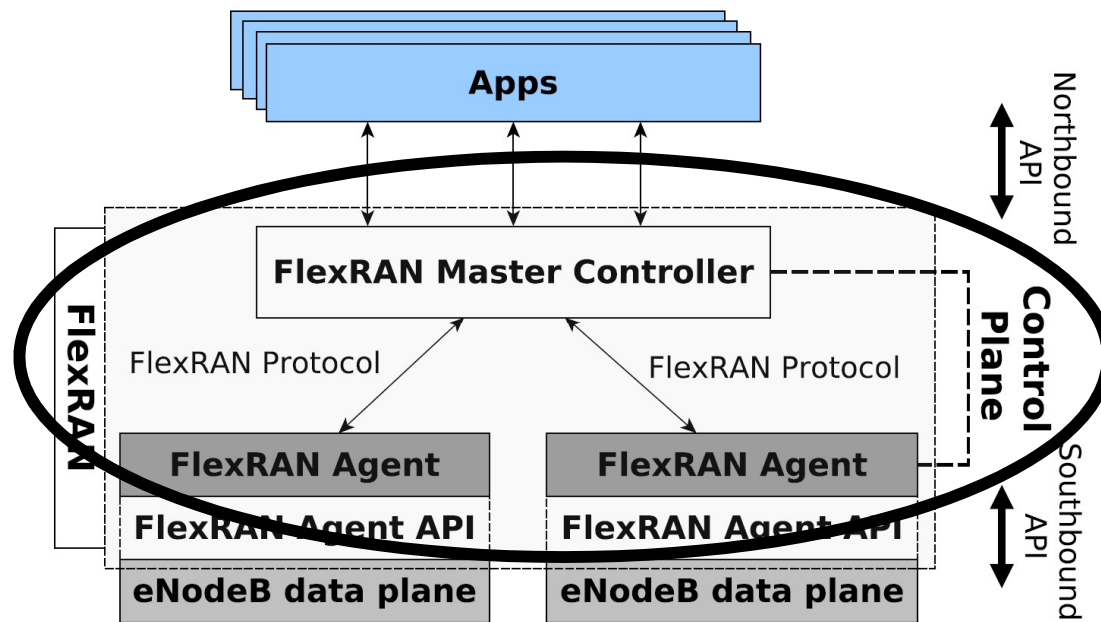 Apps
Northbound
API
FlexRAN Master Controller
FlexRAN
Control
Plane
FlexRAN Protocol
FlexRAN Protocol
FlexRAN Agent
FlexRAN Agent
FlexRAN Agent API
FlexRAN Agent API
Southbound
API
eNodeB data plane
eNodeB data plane